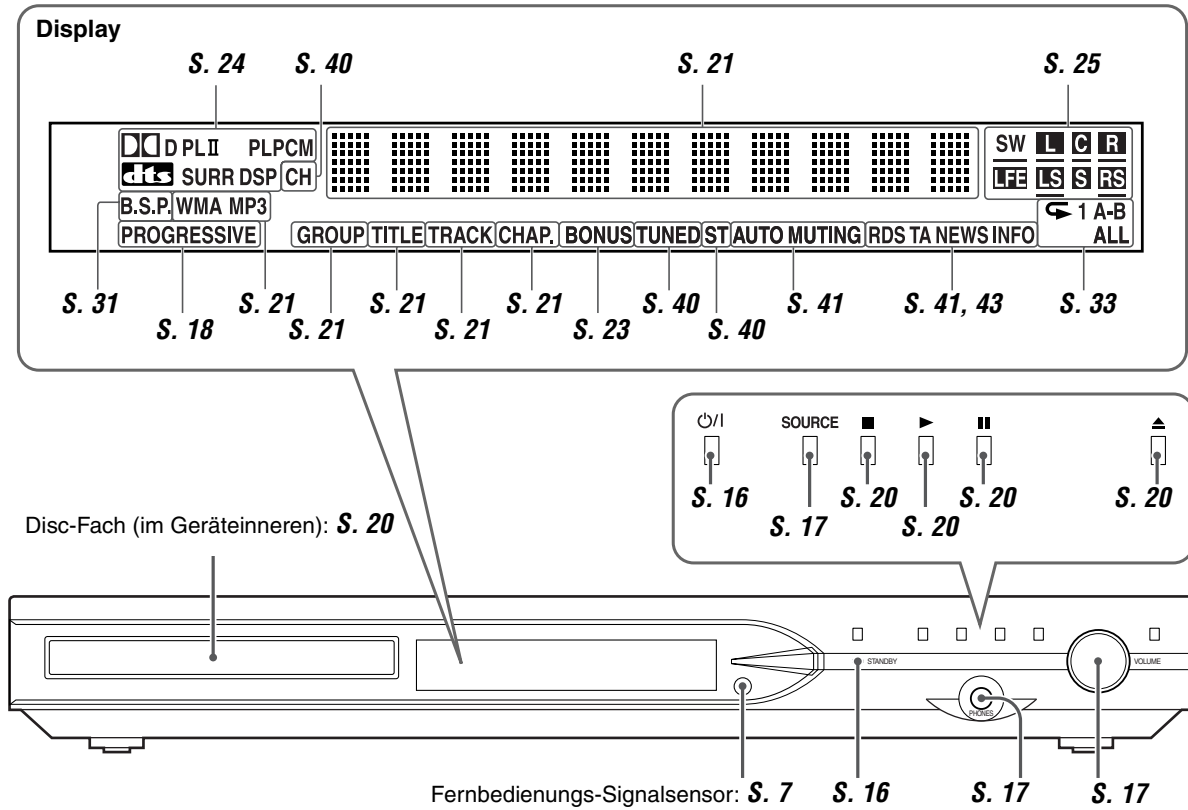 Display
S. 24 S. 40 S. 21 S. 25
D PL II PLPCM SW L C R
dts SURR DSP CH LFE LS S RS
B.S.P. WMA MP3 1 A-B
PROGRESSIVE GROUP TITLE TRACK CHAP. BONUS TUNED ST AUTO MUTING RDS TA NEWS INFO ALL
S. 31 S. 21 S. 21 S. 21 S. 40 S. 41 S. 41, 43 S. 33
S. 18 S. 21 S. 21 S. 23 S. 40
⏻/I SOURCE ■ ► ▮▮ ▲
S. 16 S. 20 S. 20 S. 20
S. 17 S. 20
Disc-Fach (im Geräteinneren): S. 20
STANDBY VOLUME
PHONES
Fernbedienungs-Signalsensor: S. 7 S. 16 S. 17 S. 17